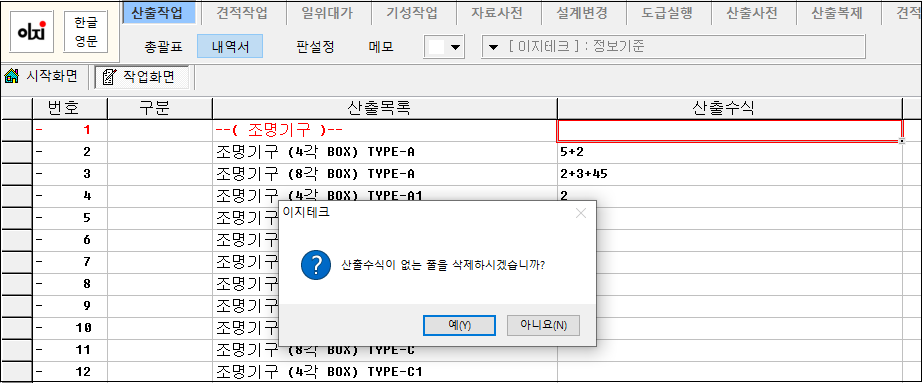 이지 한글 영문
산출작업 견적작업 일위대가 기성작업 자료사전 설계변경 도급실행 산출사전 산출복제 견적
총괄표 내역서 판설정 메모 [ 이지테크 ] : 정보기준
시작화면 작업화면
번호 구분 산출목록 산출수식
- 1 --( 조명기구 )--
- 2 조명기구 (4각 BOX) TYPE-A 5+2
- 3 조명기구 (8각 BOX) TYPE-A 2+3+45
- 4 조명기구 (4각 BOX) TYPE-A1 2
- 5 조명기구
- 6 조명기구
- 7 조명기구
- 8 조명기구
- 9 조명기구
- 10 조명기구
- 11 조명기구 (8각 BOX) TYPE-C
- 12 조명기구 (4각 BOX) TYPE-C1
이지테크
산출수식이 없는 풀을 삭제하시겠습니까?
예(Y) 아니요(N)